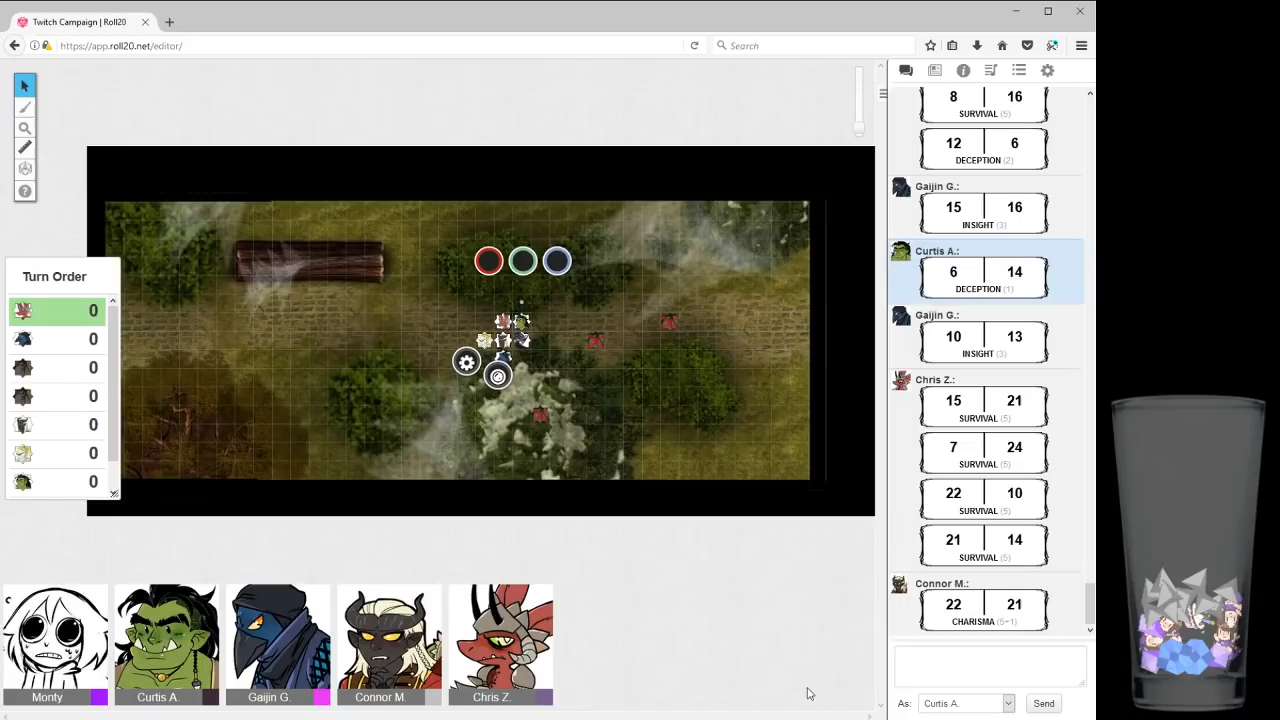 Twitch Campaign | Roll20
https://app.roll20.net/editor/
Search
Turn Order
0
0
0
0
0
0
0
Monty
Curtis A.
Gaijin G.
Connor M.
Chris Z.
8 16
SURVIVAL (5)
12 6
DECEPTION (2)
Gaijin G.:
15 16
INSIGHT (3)
Curtis A.:
6 14
DECEPTION (1)
Gaijin G.:
10 13
INSIGHT (3)
Chris Z.:
15 21
SURVIVAL (5)
7 24
SURVIVAL (5)
22 10
SURVIVAL (5)
21 14
SURVIVAL (5)
Connor M.:
22 21
CHARISMA (5+1)
As: Curtis A. Send